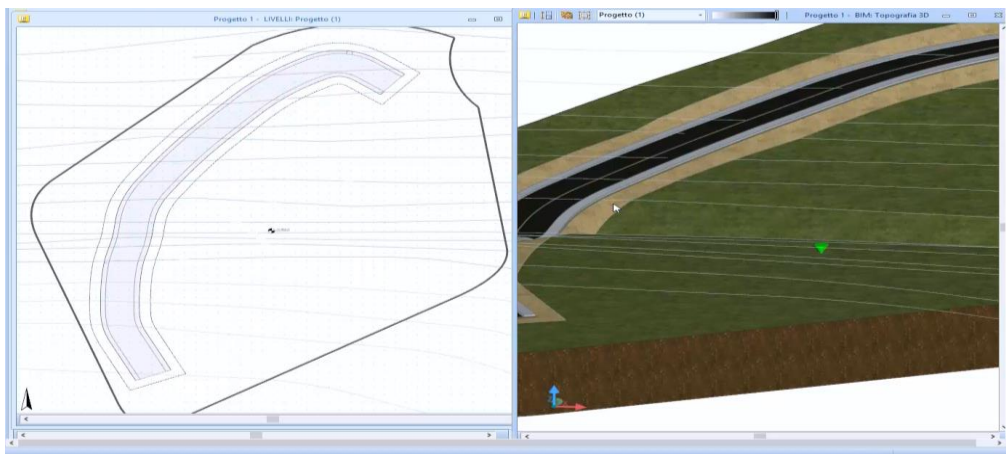 Progetto 1 - LIVELLI: Progetto (1)
Progetto (1)
Progetto 1 - BIM: Topografia 3D